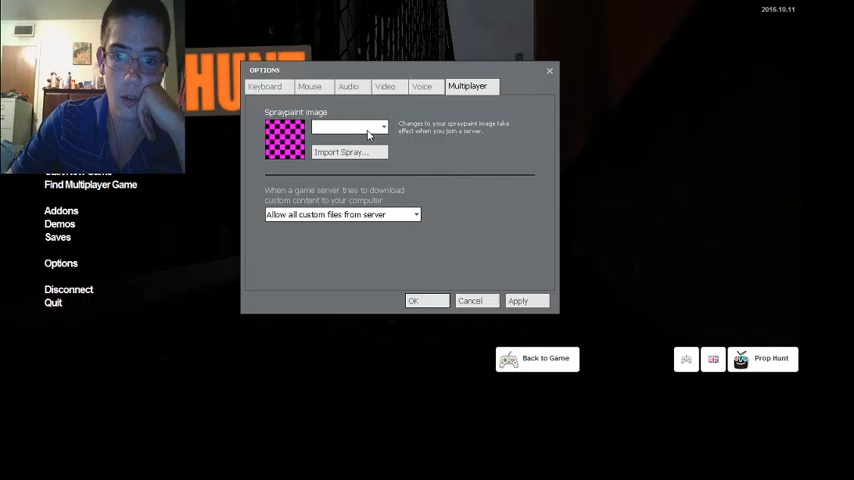 2016.10.11
HUNT
OPTIONS
Keyboard Mouse Audio Video Voice Multiplayer
Spraypaint image
Changes to your spraypaint image take
effect when you join a server.
Import Spray...
Find Multiplayer Game
When a game server tries to download
custom content to your computer
Allow all custom files from server
Addons
Demos
Saves
Options
Disconnect
Quit
OK Cancel Apply
Back to Game
Prop Hunt